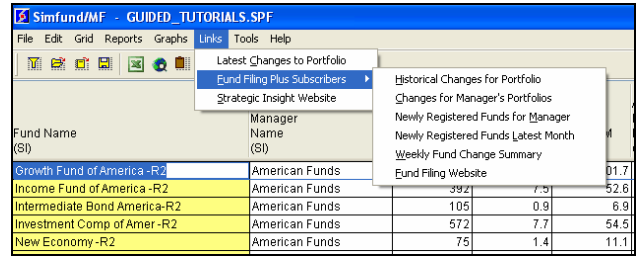 Simfund/MF - GUIDED_TUTORIALS.SPF
File Edit Grid Reports Graphs Links Tools Help
Latest Changes to Portfolio
Fund Filing Plus Subscribers
Strategic Insight Website
Historical Changes for Portfolio
Changes for Manager's Portfolios
Newly Registered Funds for Manager
Newly Registered Funds Latest Month
Weekly Fund Change Summary
Fund Filing Website
Fund Name
(SI)
Manager
Name
(SI)
Growth Fund of America -R2 American Funds 01.7
Income Fund of America -R2 American Funds 392 7.5 52.6
Intermediate Bond America-R2 American Funds 105 0.9 6.9
Investment Comp of Amer-R2 American Funds 572 7.7 54.5
New Economy -R2 American Funds 75 1.4 11.1